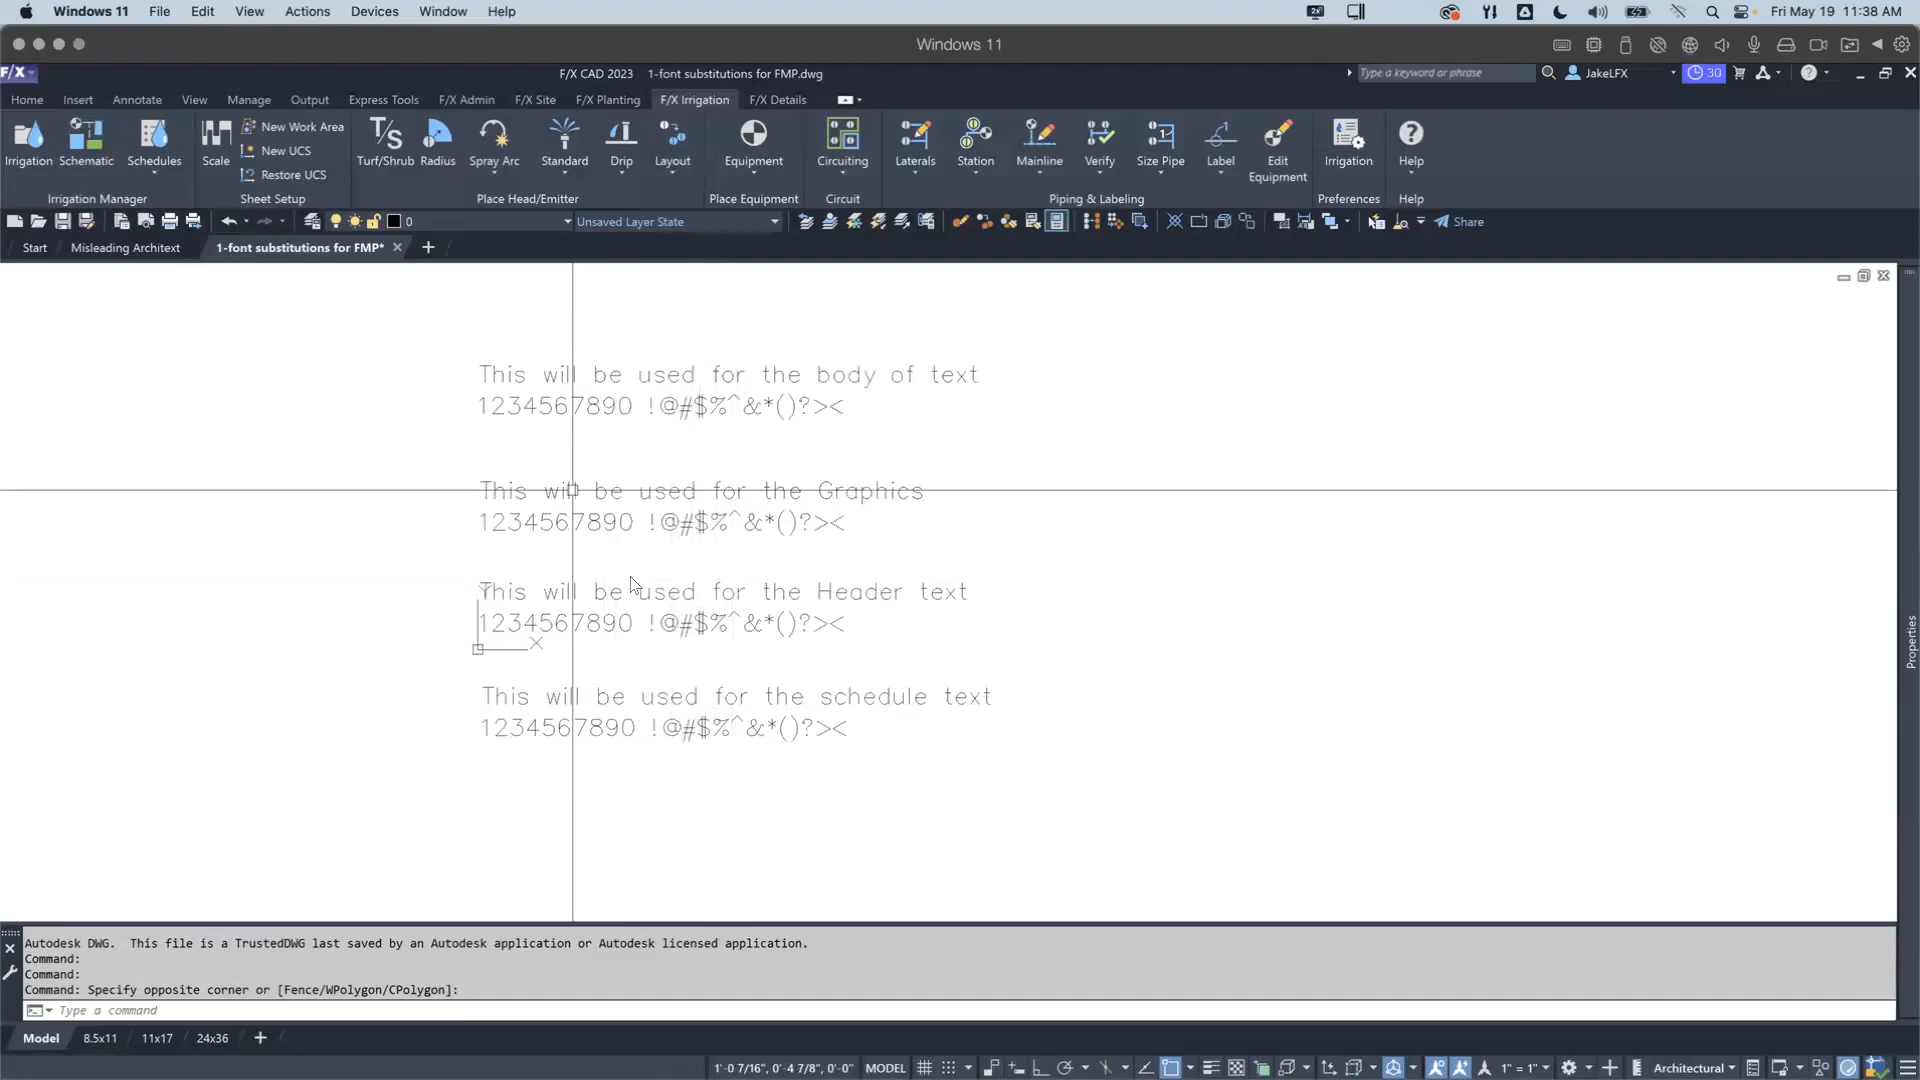 Windows 11 File Edit View Actions Devices Window Help Fri May 19 11:38 AM
Windows 11
F/X F/X CAD 2023 1-font substitutions for FMP.dwg Type a keyword or phrase JakeLFX 30
Home Insert Annotate View Manage Output Express Tools F/X Admin F/X Site F/X Planting F/X Irrigation F/X Details
Irrigation Schematic Schedules Scale New Work Area New UCS Restore UCS Turf/Shrub Radius Spray Arc Standard Drip Layout Equipment Circuiting Laterals Station Mainline Verify Size Pipe Label Edit Equipment Irrigation Help
Irrigation Manager Sheet Setup Place Head/Emitter Place Equipment Circuit Piping & Labeling Preferences Help
0 Unsaved Layer State Share
Start Misleading Architext 1-font substitutions for FMP*
This will be used for the body of text
1234567890 !@#$%^&*()?><
This will be used for the Graphics
1234567890 !@#$%^&*()?><
This will be used for the Header text
1234567890 !@#$%^&*()?><
X
This will be used for the schedule text
1234567890 !@#$%^&*()?><
Properties
Autodesk DWG. This file is a TrustedDWG last saved by an Autodesk application or Autodesk licensed application.
Command:
Command:
Command: Specify opposite corner or [Fence/WPolygon/CPolygon]:
Type a command
Model 8.5x11 11x17 24x36
1'-0 7/16", 0'-4 7/8", 0'-0" MODEL 1" = 1" Architectural